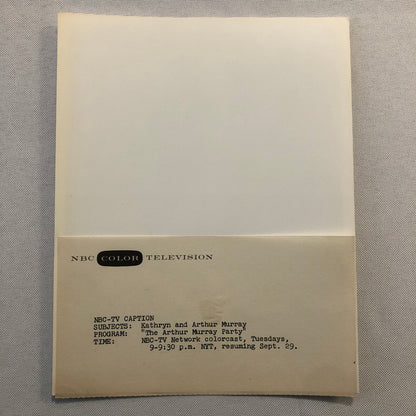 NBC COLOR TELEVISION
NBC-TV CAPTION
SUBJECTS: Kathryn and Arthur Murray
PROGRAM: "The Arthur Murray Party"
TIME: NBC-TV Network colorcast, Tuesdays,
9-9:30 p.m. NYT, resuming Sept. 29.